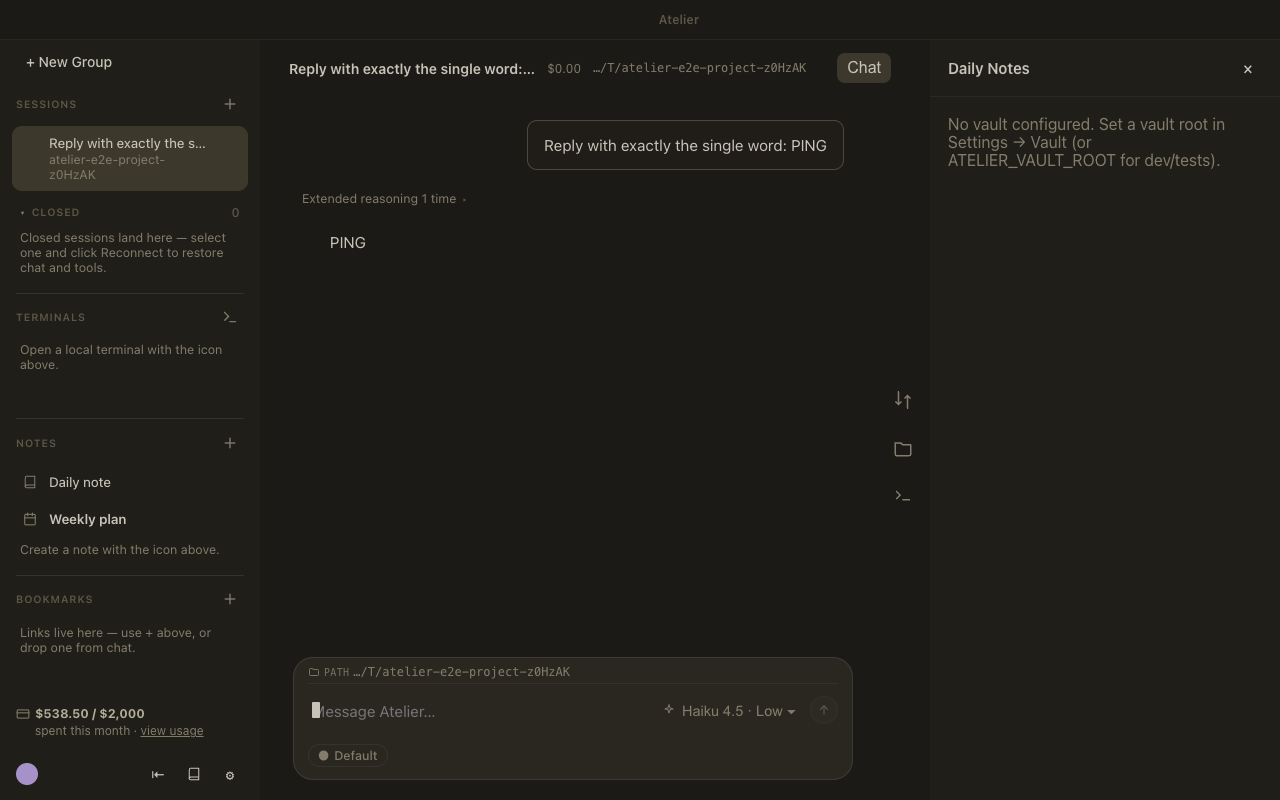 Atelier
+ New Group
SESSIONS
Reply with exactly the s...
atelier-e2e-project-
z0HzAK
CLOSED 0
Closed sessions land here — select
one and click Reconnect to restore
chat and tools.
TERMINALS
Open a local terminal with the icon
above.
NOTES
Daily note
Weekly plan
Create a note with the icon above.
BOOKMARKS
Links live here — use + above, or
drop one from chat.
$538.50 / $2,000
spent this month · view usage
Reply with exactly the single word:... $0.00 …/T/atelier-e2e-project-z0HzAK Chat
Reply with exactly the single word: PING
Extended reasoning 1 time
PING
PATH …/T/atelier-e2e-project-z0HzAK
Message Atelier... Haiku 4.5 · Low
Default
Daily Notes
No vault configured. Set a vault root in
Settings → Vault (or
ATELIER_VAULT_ROOT for dev/tests).